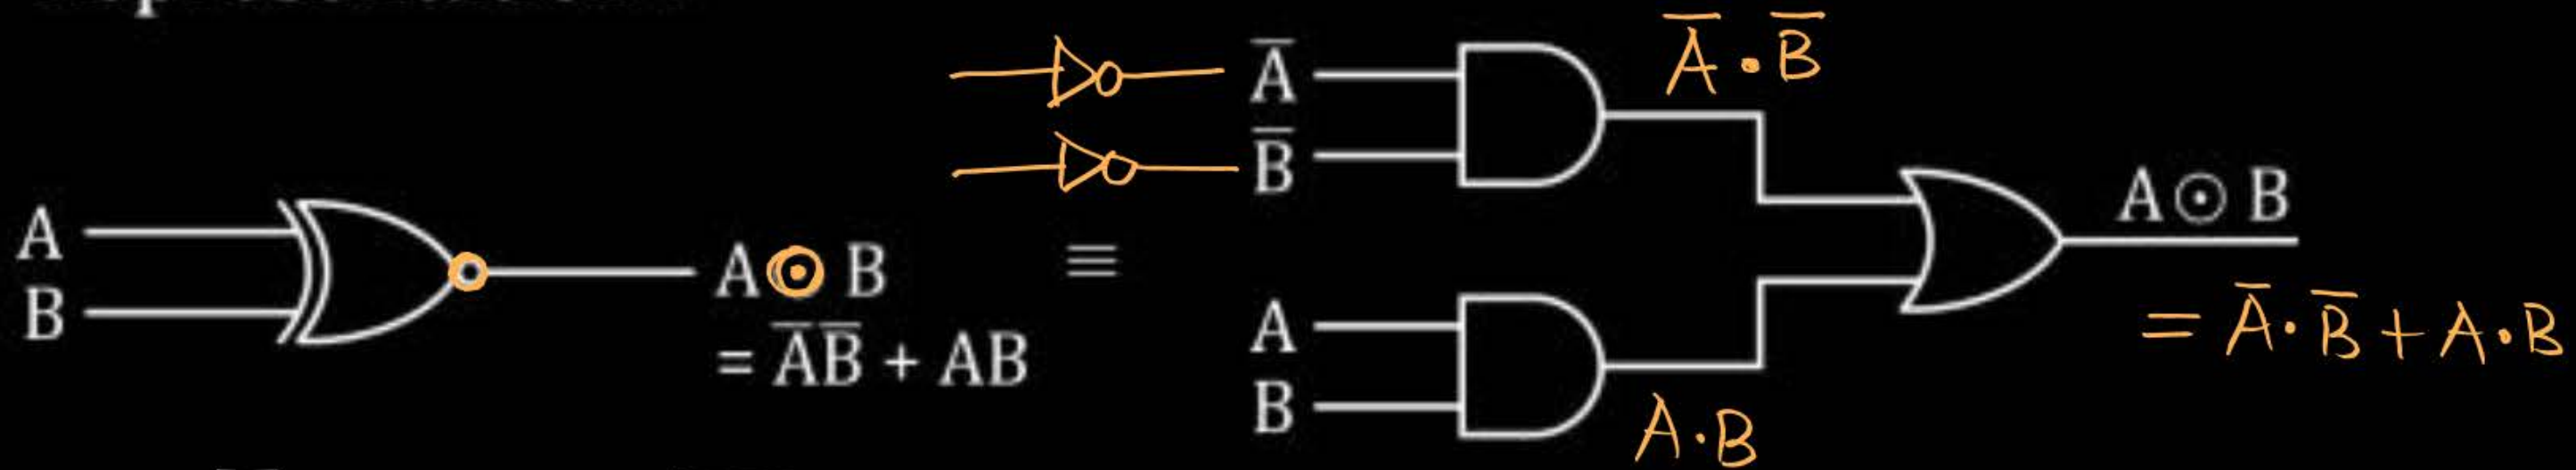 A
B
A ⊙ B
= A̅B̅ + AB
≡
A̅
B̅
A̅ · B̅
A
B
A · B
A ⊙ B
= A̅ · B̅ + A · B